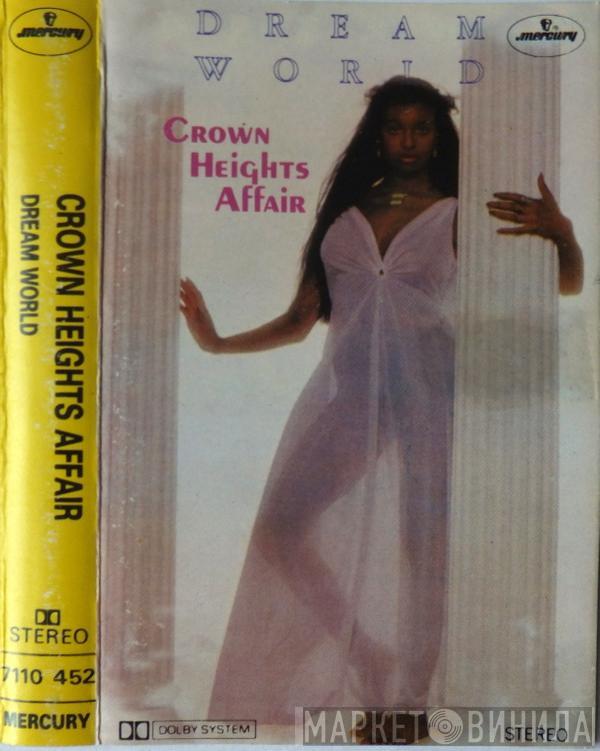 mercury
CROWN HEIGHTS AFFAIR
DREAM WORLD
STEREO
7110 452
MERCURY
DREAM
WORLD
mercury
CROWN
HEIGHTS
AFFAIR
DOLBY SYSTEM
STEREO
МАРКЕТ ВИНИЛА